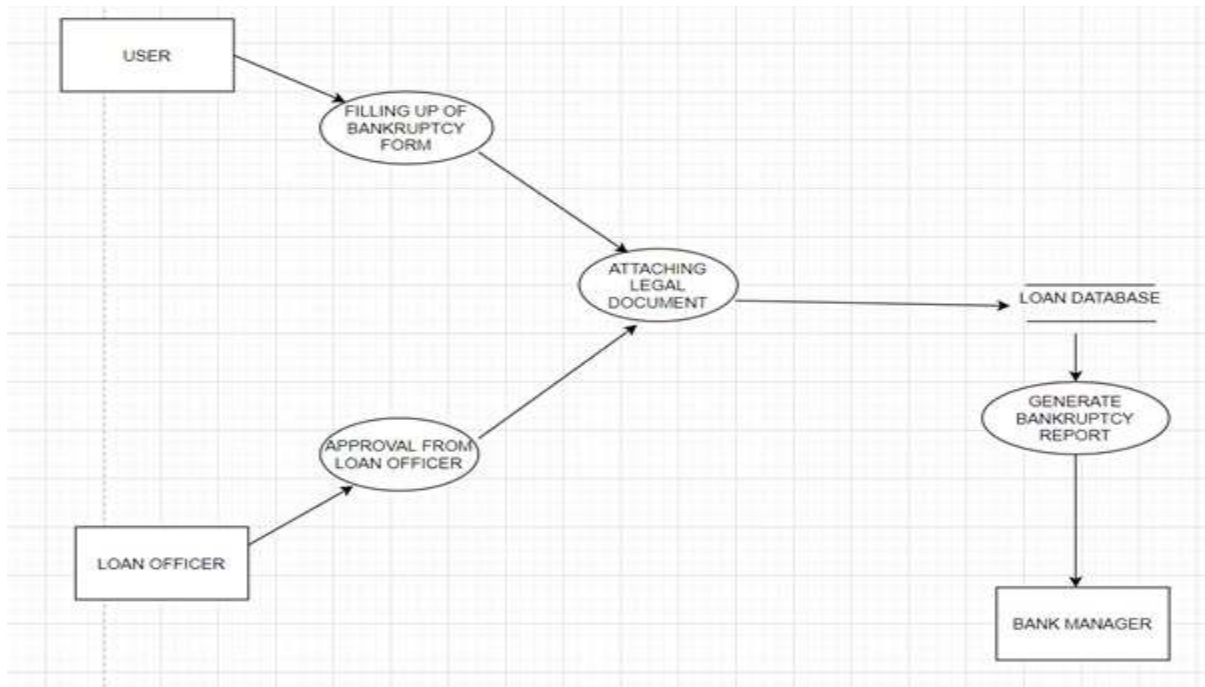 USER
FILLING UP OF
BANKRUPTCY
FORM
ATTACHING
LEGAL
DOCUMENT
LOAN DATABASE
GENERATE
BANKRUPTCY
REPORT
APPROVAL FROM
LOAN OFFICER
LOAN OFFICER
BANK MANAGER